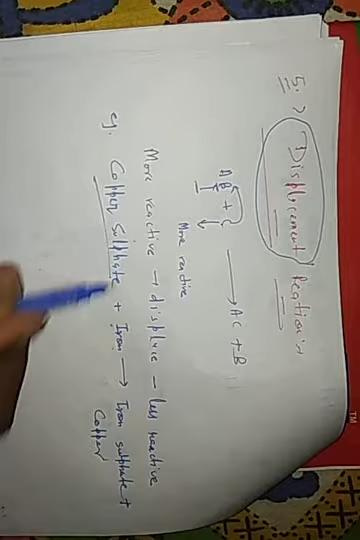 5. > Displacement Reaction :→
AB + C ⟶ AC + B
↓
More reactive
More reactive → displace – less reactive
eg. Copper Sulphate + Iron → Iron sulphate +
Copper
TM